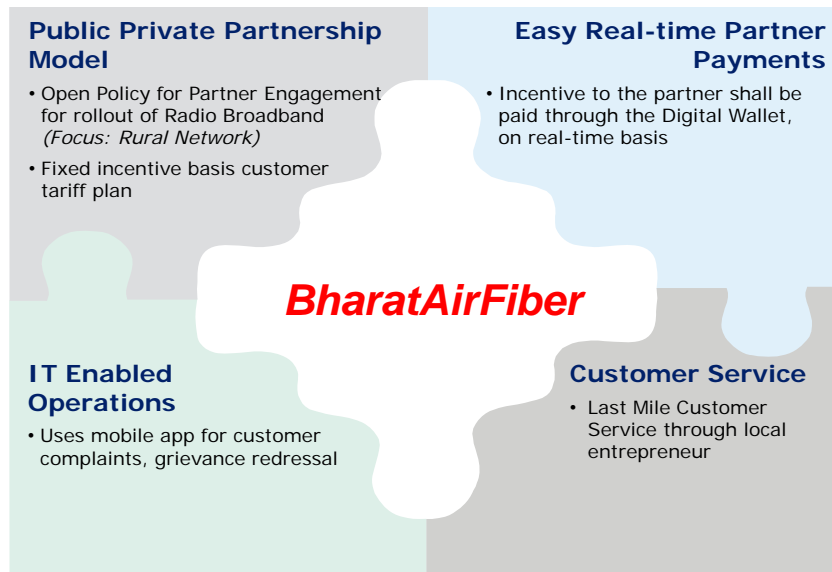 Public Private Partnership
Model
• Open Policy for Partner Engagement
for rollout of Radio Broadband
(Focus: Rural Network)
• Fixed incentive basis customer
tariff plan
Easy Real-time Partner
Payments
• Incentive to the partner shall be
paid through the Digital Wallet,
on real-time basis
BharatAirFiber
IT Enabled
Operations
• Uses mobile app for customer
complaints, grievance redressal
Customer Service
• Last Mile Customer
Service through local
entrepreneur